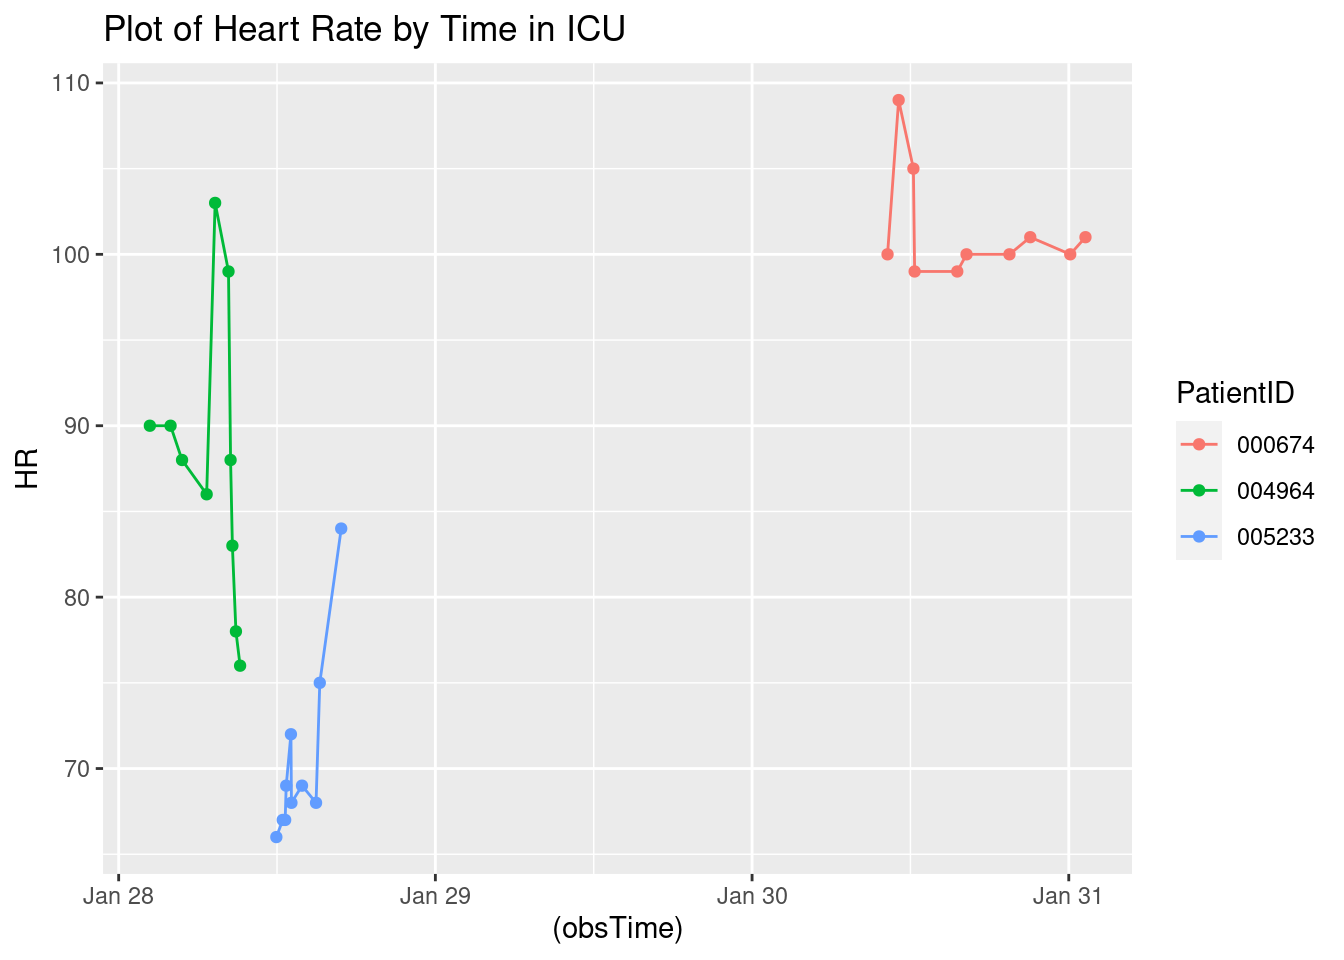 Plot of Heart Rate by Time in ICU
110
100
90
80
70
HR
Jan 28
Jan 29
Jan 30
Jan 31
(obsTime)
PatientID
000674
004964
005233